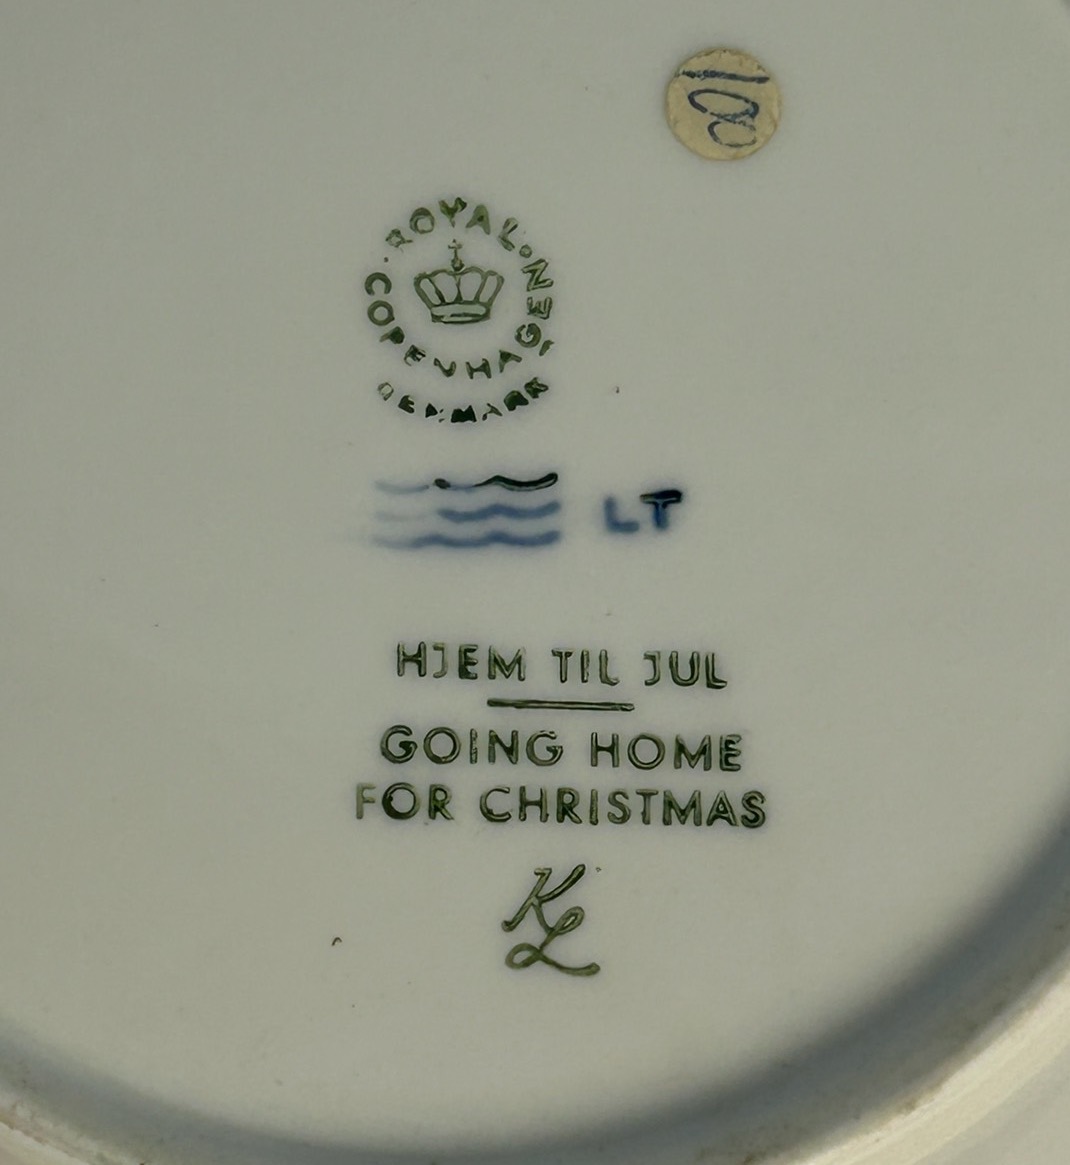 100
ROYAL
COPENHAGEN
DENMARK
LT
HJEM TIL JUL
GOING HOME
FOR CHRISTMAS
KL